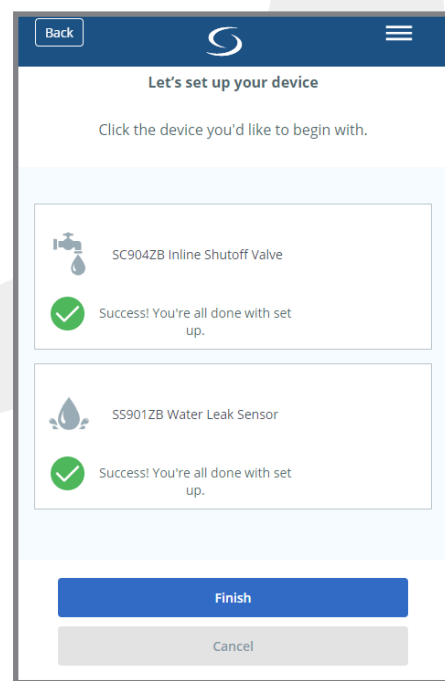 Back
Let’s set up your device
Click the device you'd like to begin with.
SC904ZB Inline Shutoff Valve
Success! You're all done with set
up.
SS901ZB Water Leak Sensor
Success! You're all done with set
up.
Finish
Cancel